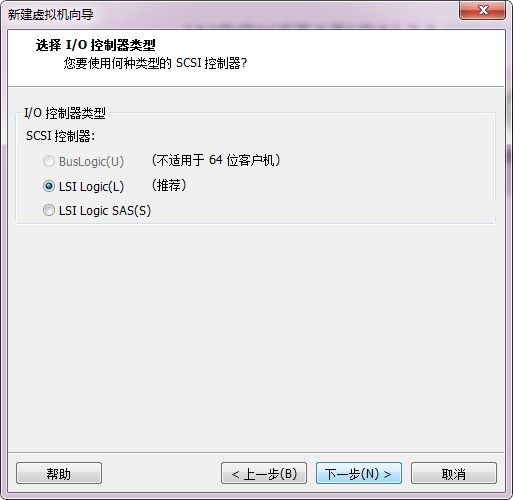 新建虚拟机向导
选择 I/O 控制器类型
您要使用何种类型的 SCSI 控制器?
I/O 控制器类型
SCSI 控制器:
BusLogic(U) (不适用于 64 位客户机)
LSI Logic(L) (推荐)
LSI Logic SAS(S)
帮助 < 上一步(B) 下一步(N) > 取消